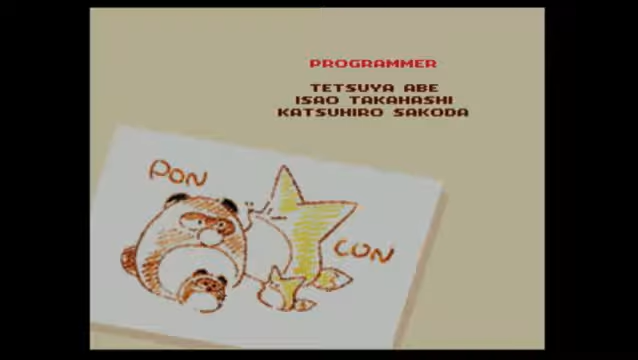 PROGRAMMER
TETSUYA ABE
ISAO TAKAHASHI
KATSUHIRO SAKODA
PON
CON